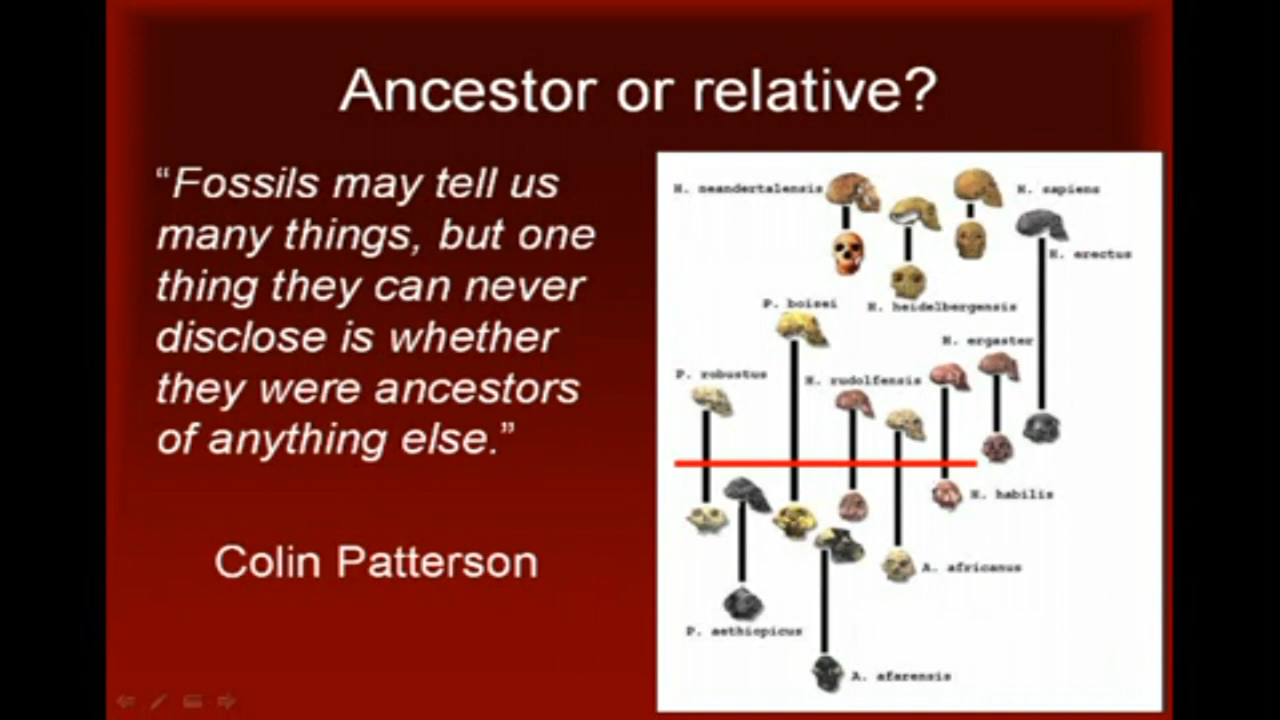 Ancestor or relative?
“Fossils may tell us
many things, but one
thing they can never
disclose is whether
they were ancestors
of anything else.”
Colin Patterson
H. neandertalensis
H. sapiens
H. erectus
P. boisei
H. heidelbergensis
H. ergaster
P. robustus
H. rudolfensis
H. habilis
A. africanus
P. aethiopicus
A. afarensis